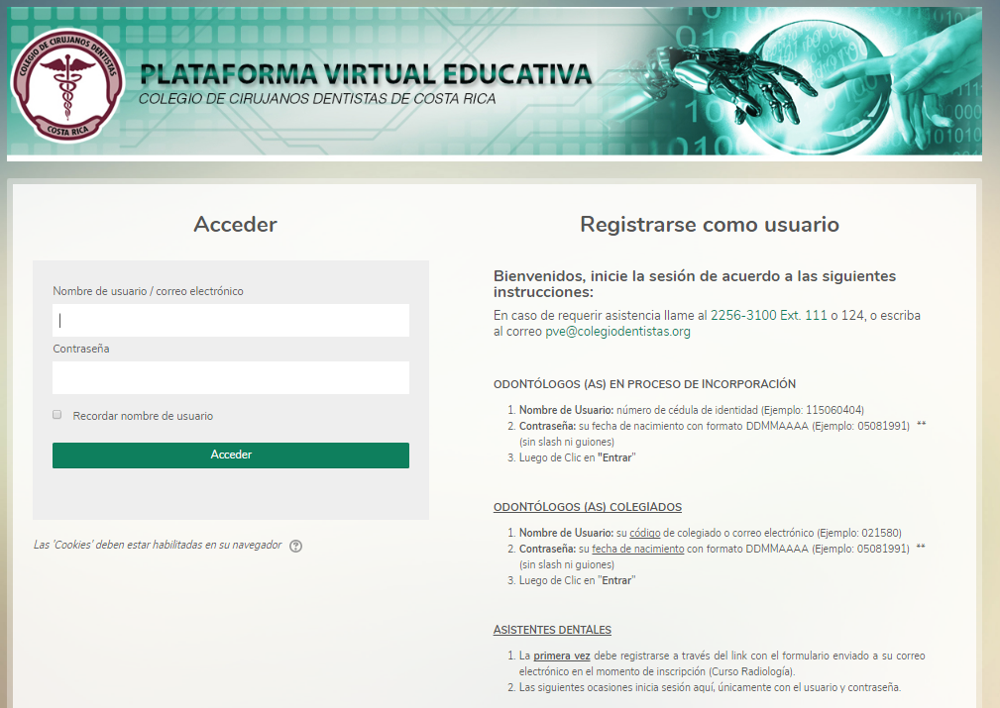 COLEGIO DE CIRUJANOS DENTISTAS
COSTA RICA
PLATAFORMA VIRTUAL EDUCATIVA
COLEGIO DE CIRUJANOS DENTISTAS DE COSTA RICA
Acceder
Nombre de usuario / correo electrónico
Contraseña
Recordar nombre de usuario
Acceder
Las 'Cookies' deben estar habilitadas en su navegador ?
Registrarse como usuario
Bienvenidos, inicie la sesión de acuerdo a las siguientes
instrucciones:
En caso de requerir asistencia llame al 2256-3100 Ext. 111 o 124, o escriba
al correo pve@colegiodentistas.org
ODONTÓLOGOS (AS) EN PROCESO DE INCORPORACIÓN
1. Nombre de Usuario: número de cédula de identidad (Ejemplo: 115060404)
2. Contraseña: su fecha de nacimiento con formato DDMMAAAA (Ejemplo: 05081991) **
(sin slash ni guiones)
3. Luego de Clic en "Entrar"
ODONTÓLOGOS (AS) COLEGIADOS
1. Nombre de Usuario: su código de colegiado o correo electrónico (Ejemplo: 021580)
2. Contraseña: su fecha de nacimiento con formato DDMMAAAA (Ejemplo: 05081991) **
(sin slash ni guiones)
3. Luego de Clic en "Entrar"
ASISTENTES DENTALES
1. La primera vez debe registrarse a través del link con el formulario enviado a su correo
electrónico en el momento de inscripción (Curso Radiología).
2. Las siguientes ocasiones inicia sesión aquí, únicamente con el usuario y contraseña.